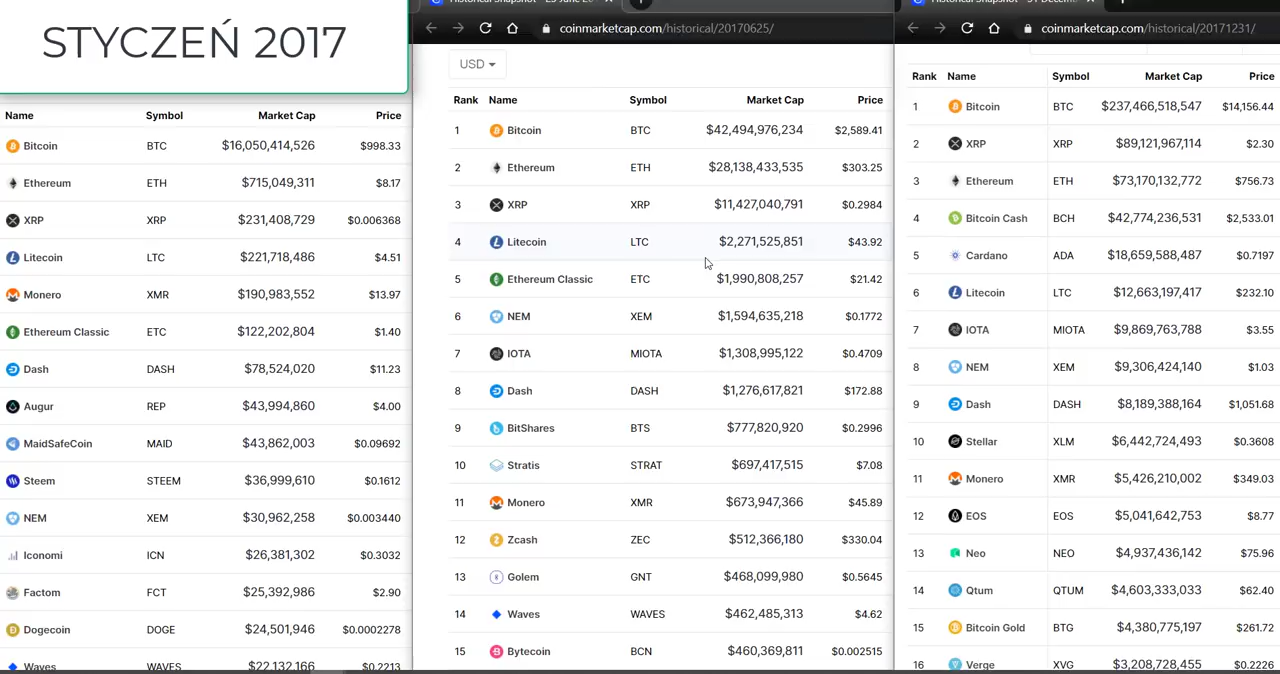 STYCZEŃ 2017
Name Symbol Market Cap Price
Bitcoin BTC $16,050,414,526 $998.33
Ethereum ETH $715,049,311 $8.17
XRP XRP $231,408,729 $0.006368
Litecoin LTC $221,718,486 $4.51
Monero XMR $190,983,552 $13.97
Ethereum Classic ETC $122,202,804 $1.40
Dash DASH $78,524,020 $11.23
Augur REP $43,994,860 $4.00
MaidSafeCoin MAID $43,862,003 $0.09692
Steem STEEM $36,999,610 $0.1612
NEM XEM $30,962,258 $0.003440
Iconomi ICN $26,381,302 $0.3032
Factom FCT $25,392,986 $2.90
Dogecoin DOGE $24,501,946 $0.0002278
Waves WAVES $22,132,166 $0.2213
coinmarketcap.com/historical/20170625/
USD
Rank Name Symbol Market Cap Price
1 Bitcoin BTC $42,494,976,234 $2,589.41
2 Ethereum ETH $28,138,433,535 $303.25
3 XRP XRP $11,427,040,791 $0.2984
4 Litecoin LTC $2,271,525,851 $43.92
5 Ethereum Classic ETC $1,990,808,257 $21.42
6 NEM XEM $1,594,635,218 $0.1772
7 IOTA MIOTA $1,308,995,122 $0.4709
8 Dash DASH $1,276,617,821 $172.88
9 BitShares BTS $777,820,920 $0.2996
10 Stratis STRAT $697,417,515 $7.08
11 Monero XMR $673,947,366 $45.89
12 Zcash ZEC $512,366,180 $330.04
13 Golem GNT $468,099,980 $0.5645
14 Waves WAVES $462,485,313 $4.62
15 Bytecoin BCN $460,369,811 $0.002515
coinmarketcap.com/historical/20171231/
Rank Name Symbol Market Cap Price
1 Bitcoin BTC $237,466,518,547 $14,156.44
2 XRP XRP $89,121,967,114 $2.30
3 Ethereum ETH $73,170,132,772 $756.73
4 Bitcoin Cash BCH $42,774,236,531 $2,533.01
5 Cardano ADA $18,659,588,487 $0.7197
6 Litecoin LTC $12,663,197,417 $232.10
7 IOTA MIOTA $9,869,763,788 $3.55
8 NEM XEM $9,306,424,140 $1.03
9 Dash DASH $8,189,388,164 $1,051.68
10 Stellar XLM $6,442,724,493 $0.3608
11 Monero XMR $5,426,210,002 $349.03
12 EOS EOS $5,041,642,753 $8.77
13 Neo NEO $4,937,436,142 $75.96
14 Qtum QTUM $4,603,333,033 $62.40
15 Bitcoin Gold BTG $4,380,775,197 $261.72
16 Verge XVG $3,208,728,455 $0.2226